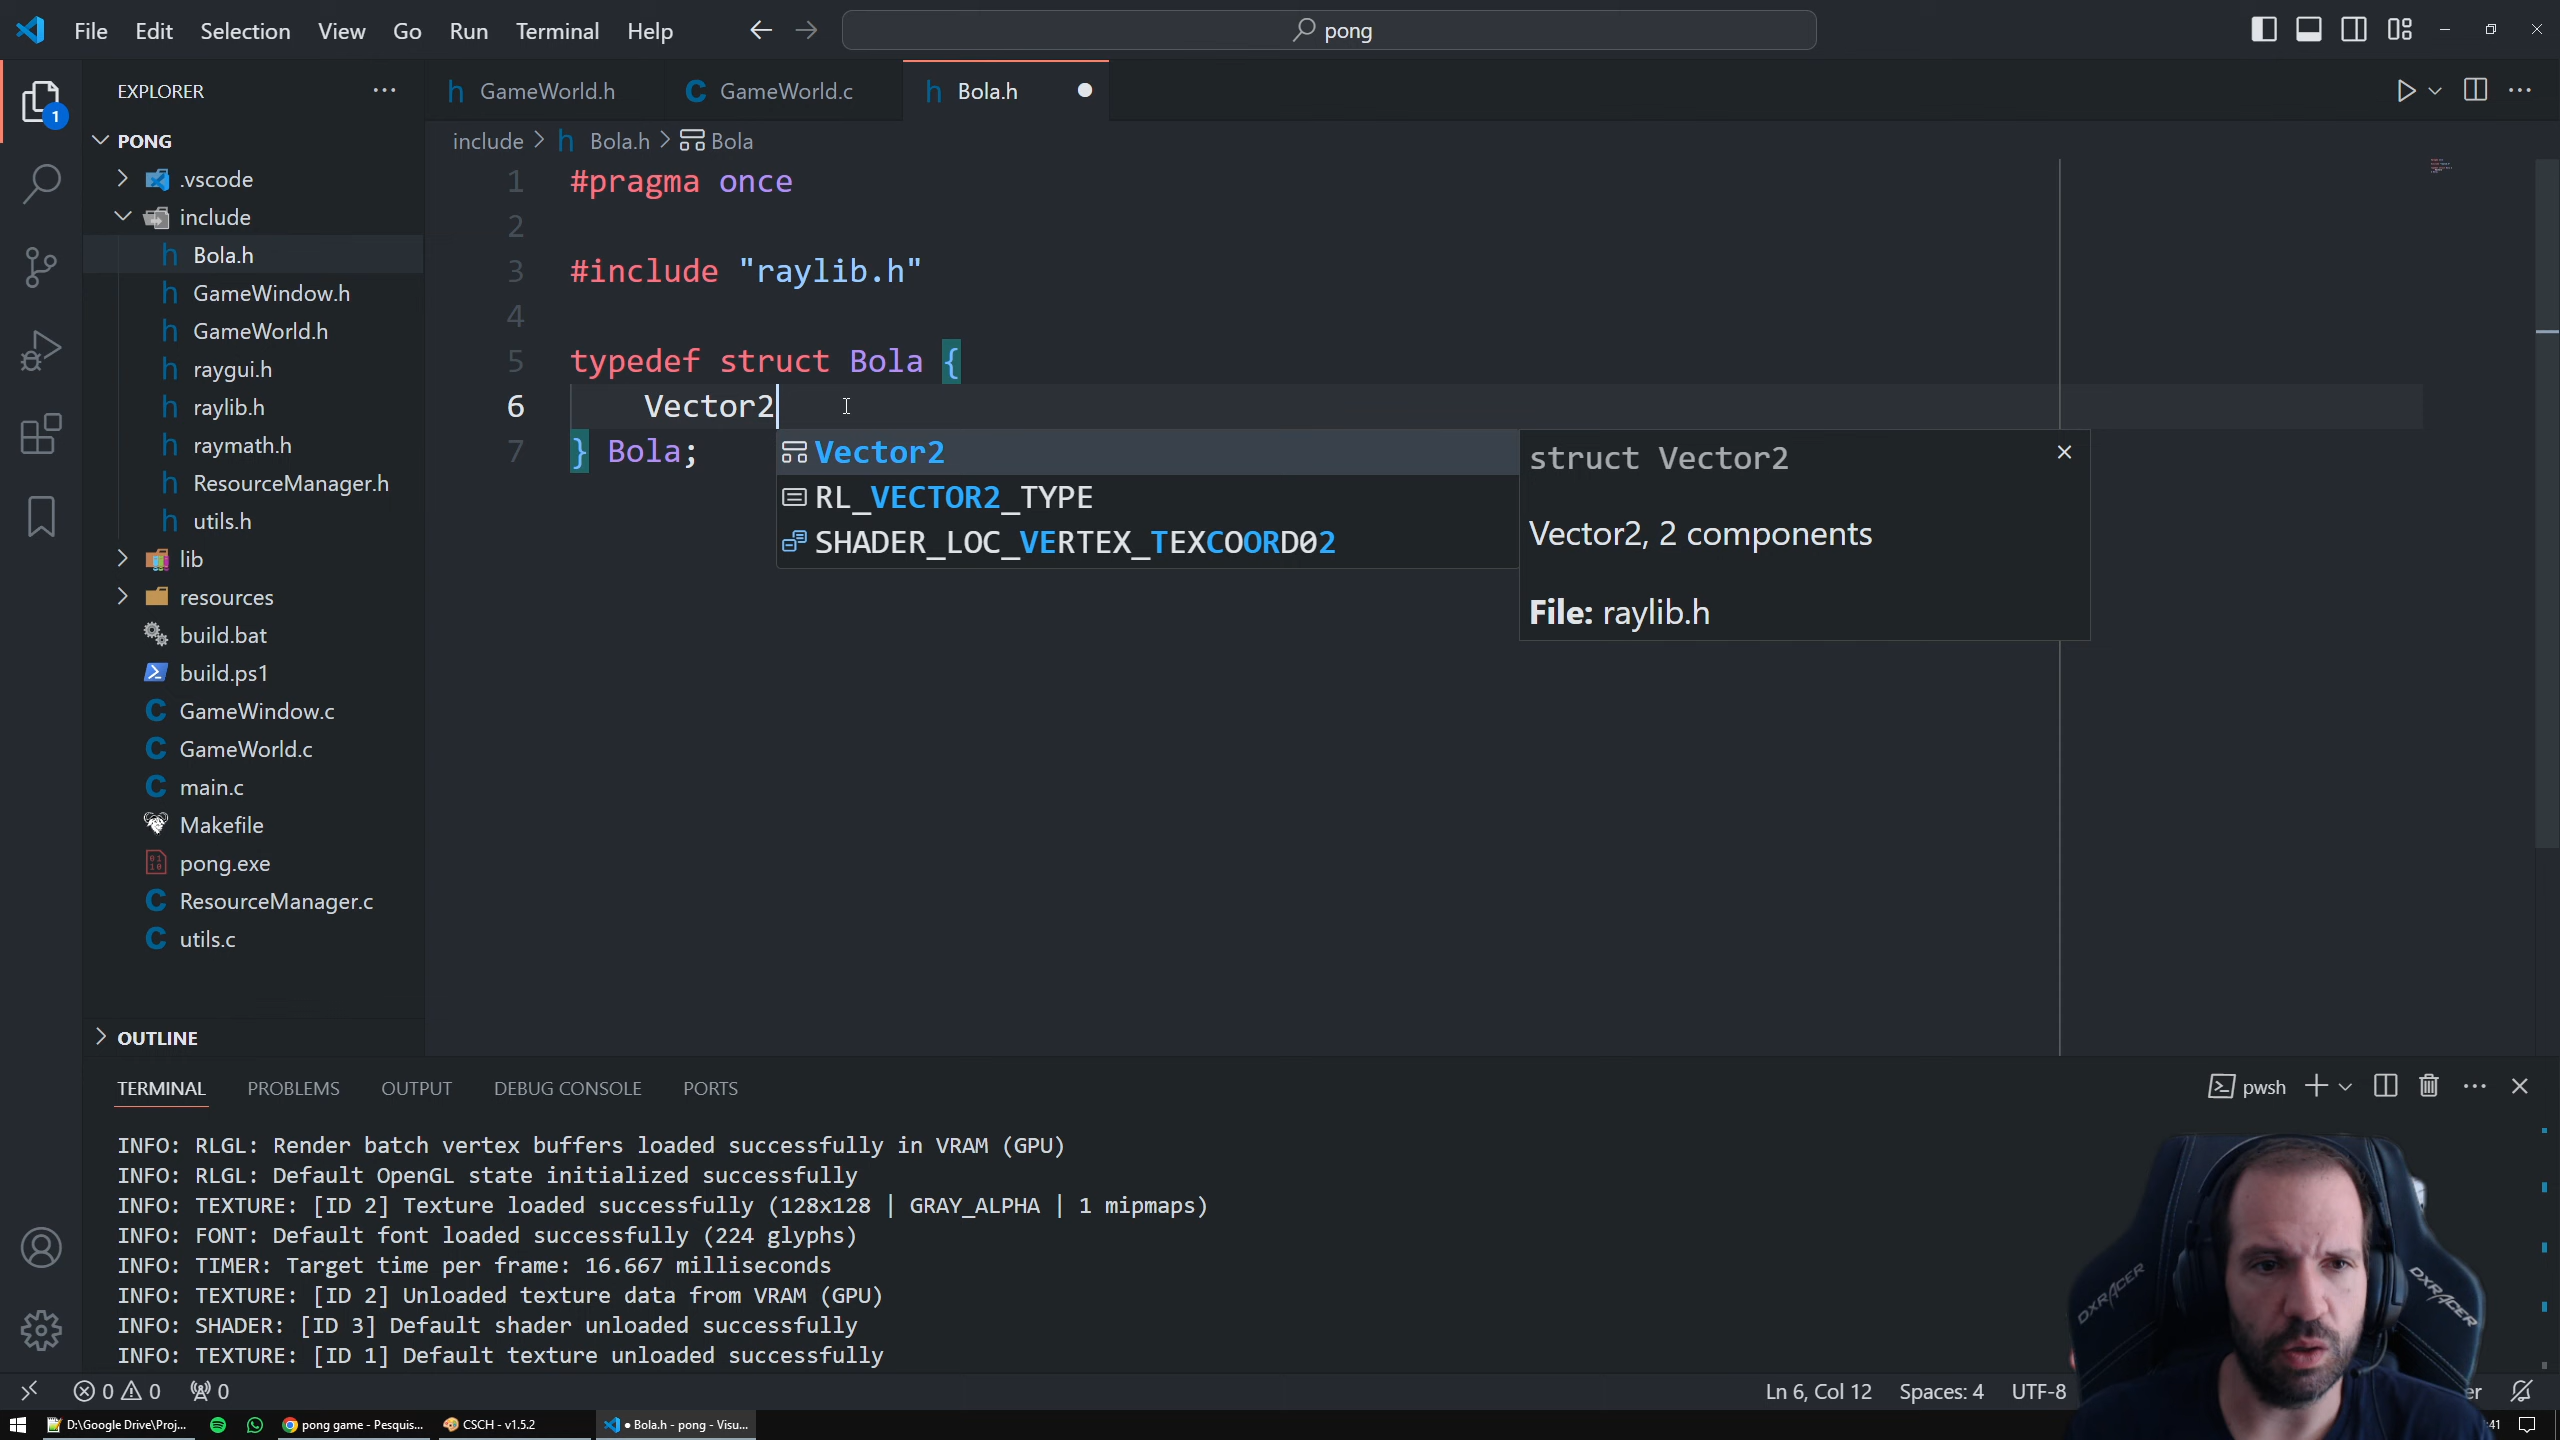 File Edit Selection View Go Run Terminal Help
pong
EXPLORER
GameWorld.h
GameWorld.c
Bola.h
1
PONG
include > Bola.h > Bola
.vscode
include
Bola.h
GameWindow.h
GameWorld.h
raygui.h
raylib.h
raymath.h
ResourceManager.h
utils.h
lib
resources
build.bat
build.ps1
GameWindow.c
GameWorld.c
main.c
Makefile
pong.exe
ResourceManager.c
utils.c
OUTLINE
1 #pragma once
2
3 #include "raylib.h"
4
5 typedef struct Bola {
6 Vector2
7 } Bola;
Vector2
RL_VECTOR2_TYPE
SHADER_LOC_VERTEX_TEXCOORD02
struct Vector2
Vector2, 2 components
File: raylib.h
TERMINAL PROBLEMS OUTPUT DEBUG CONSOLE PORTS
pwsh
INFO: RLGL: Render batch vertex buffers loaded successfully in VRAM (GPU)
INFO: RLGL: Default OpenGL state initialized successfully
INFO: TEXTURE: [ID 2] Texture loaded successfully (128x128 | GRAY_ALPHA | 1 mipmaps)
INFO: FONT: Default font loaded successfully (224 glyphs)
INFO: TIMER: Target time per frame: 16.667 milliseconds
INFO: TEXTURE: [ID 2] Unloaded texture data from VRAM (GPU)
INFO: SHADER: [ID 3] Default shader unloaded successfully
INFO: TEXTURE: [ID 1] Default texture unloaded successfully
DXRACER
DXRACER
0 0 0
Ln 6, Col 12 Spaces: 4 UTF-8
D:\Google Drive\Proj...
pong game - Pesquis...
CSCH - v1.5.2
● Bola.h - pong - Visu...